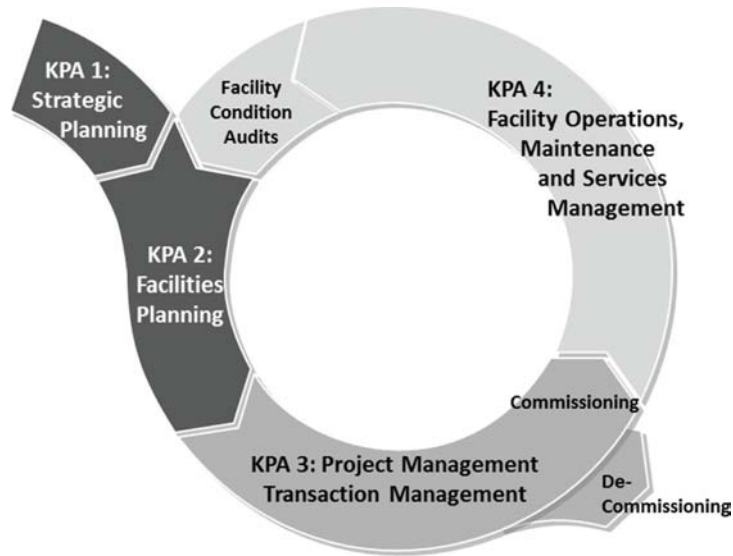 KPA 1:
Strategic
Planning
Facility
Condition
Audits
KPA 4:
Facility Operations,
Maintenance
and Services
Management
KPA 2:
Facilities
Planning
Commissioning
KPA 3: Project Management
Transaction Management
De-
Commissioning